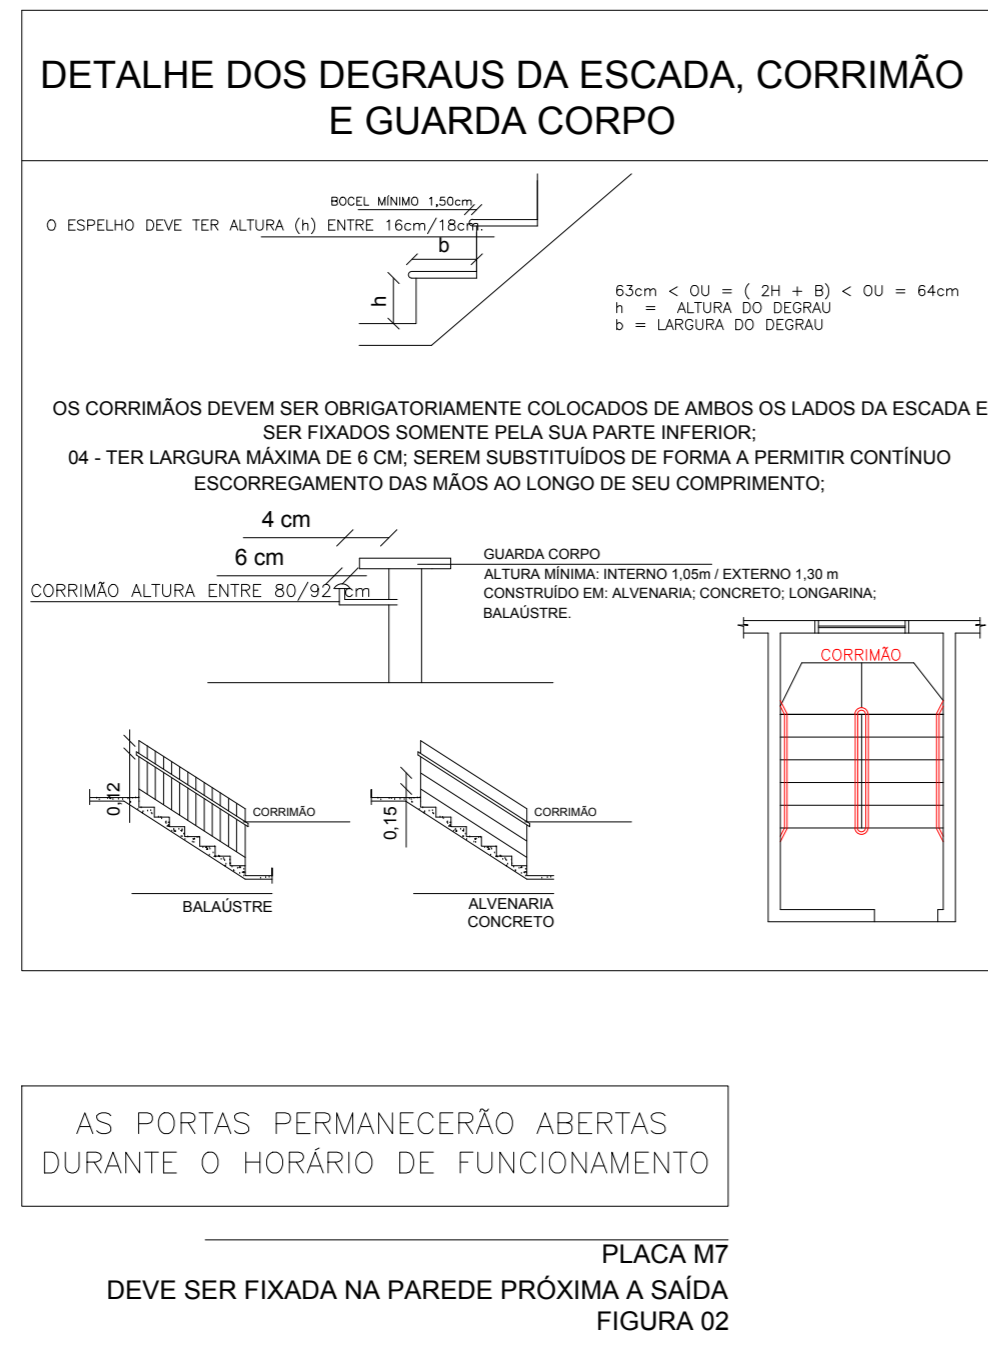 DETALHE DOS DEGRAUS DA ESCADA, CORRIMÃO
E GUARDA CORPO
BOCEL MÍNIMO 1,50cm
O ESPELHO DEVE TER ALTURA (h) ENTRE 16cm/18cm.
b
h
63cm < OU = ( 2H + B) < OU = 64cm
h = ALTURA DO DEGRAU
b = LARGURA DO DEGRAU
OS CORRIMÃOS DEVEM SER OBRIGATORIAMENTE COLOCADOS DE AMBOS OS LADOS DA ESCADA E
SER FIXADOS SOMENTE PELA SUA PARTE INFERIOR;
04 - TER LARGURA MÁXIMA DE 6 CM; SEREM SUBSTITUÍDOS DE FORMA A PERMITIR CONTÍNUO
ESCORREGAMENTO DAS MÃOS AO LONGO DE SEU COMPRIMENTO;
4 cm
6 cm
CORRIMÃO ALTURA ENTRE 80/92 cm
GUARDA CORPO
ALTURA MÍNIMA: INTERNO 1,05m / EXTERNO 1,30 m
CONSTRUÍDO EM: ALVENARIA; CONCRETO; LONGARINA;
BALAÚSTRE.
CORRIMÃO
0,12
CORRIMÃO
BALAÚSTRE
0,15
CORRIMÃO
ALVENARIA
CONCRETO
AS PORTAS PERMANECERÃO ABERTAS
DURANTE O HORÁRIO DE FUNCIONAMENTO
PLACA M7
DEVE SER FIXADA NA PAREDE PRÓXIMA A SAÍDA
FIGURA 02